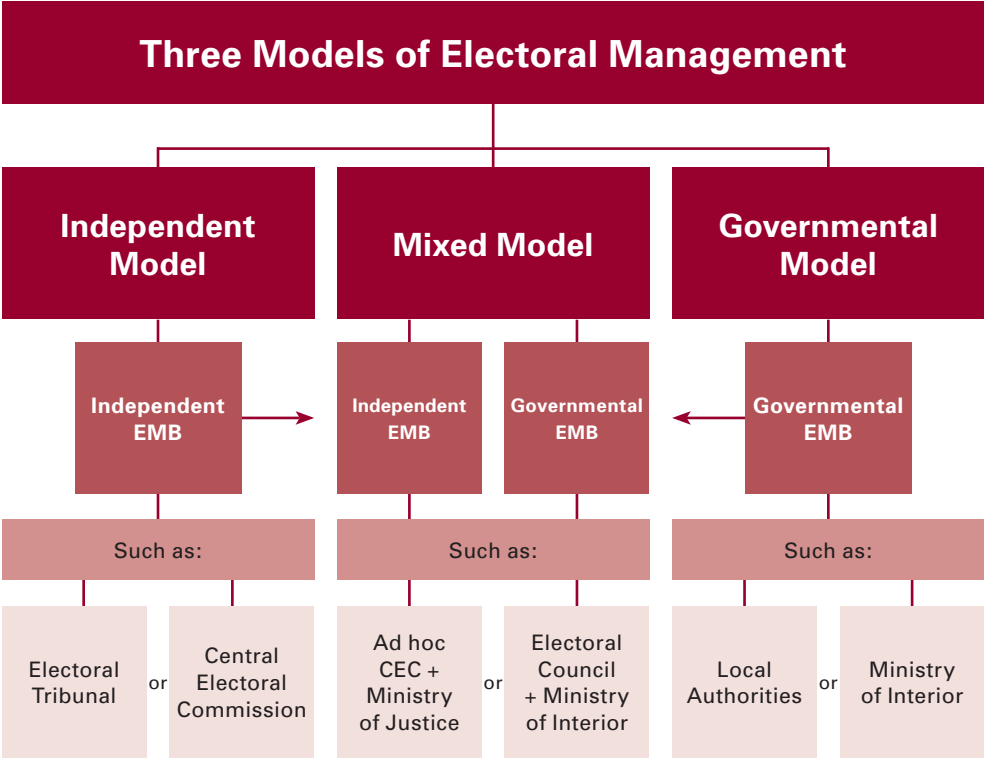 Three Models of Electoral Management
Independent
Model
Mixed Model
Governmental
Model
Independent
EMB
Independent
EMB
Governmental
EMB
Governmental
EMB
Such as:
Such as:
Such as:
Electoral
Tribunal
or
Central
Electoral
Commission
Ad hoc
CEC +
Ministry
of Justice
or
Electoral
Council
+ Ministry
of Interior
Local
Authorities
or
Ministry
of Interior